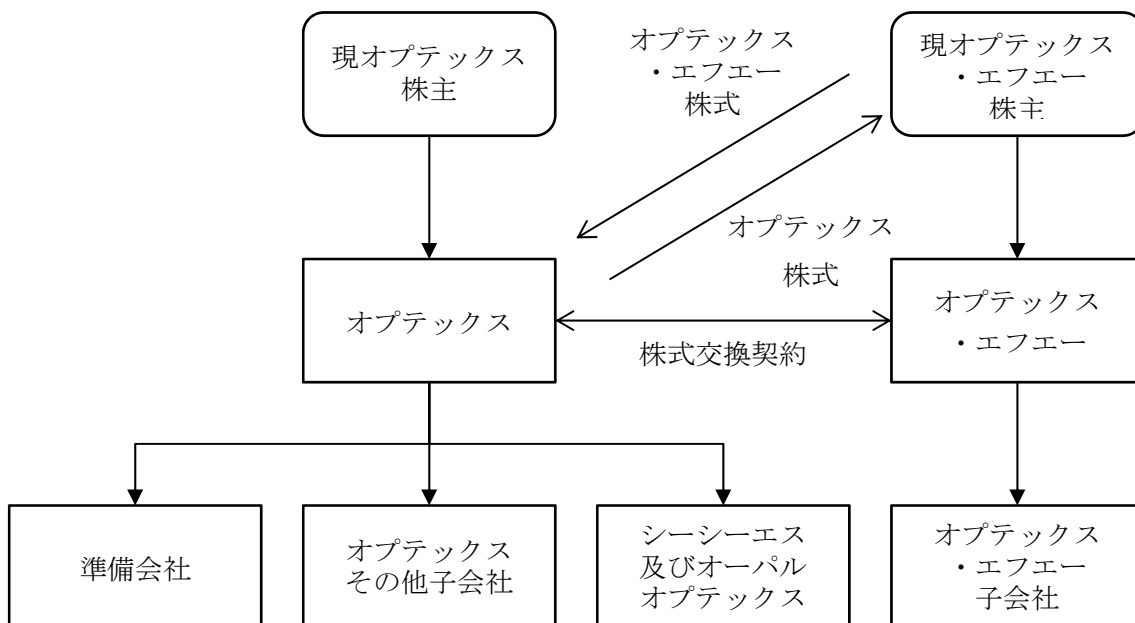 現オプテックス
株主
オプテックス
・エフエー
株式
現オプテックス
・エフエー
株主
オプテックス
株式
オプテックス
株式交換契約
オプテックス
・エフエー
準備会社
オプテックス
その他子会社
シーシーエス
及びオーパル
オプテックス
オプテックス
・エフエー
子会社